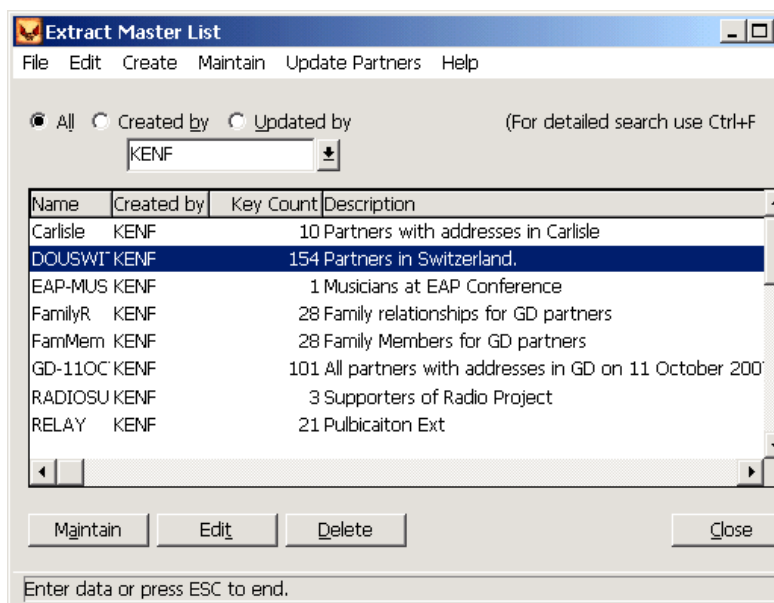 Extract Master List
File Edit Create Maintain Update Partners Help
All Created by Updated by (For detailed search use Ctrl+F
KENF
Name Created by Key Count Description
Carlisle KENF 10 Partners with addresses in Carlisle
DOUSWIT KENF 154 Partners in Switzerland.
EAP-MUS KENF 1 Musicians at EAP Conference
FamilyR KENF 28 Family relationships for GD partners
FamMem KENF 28 Family Members for GD partners
GD-11OC KENF 101 All partners with addresses in GD on 11 October 200
RADIOSU KENF 3 Supporters of Radio Project
RELAY KENF 21 Pulbicaiton Ext
Maintain Edit Delete Close
Enter data or press ESC to end.